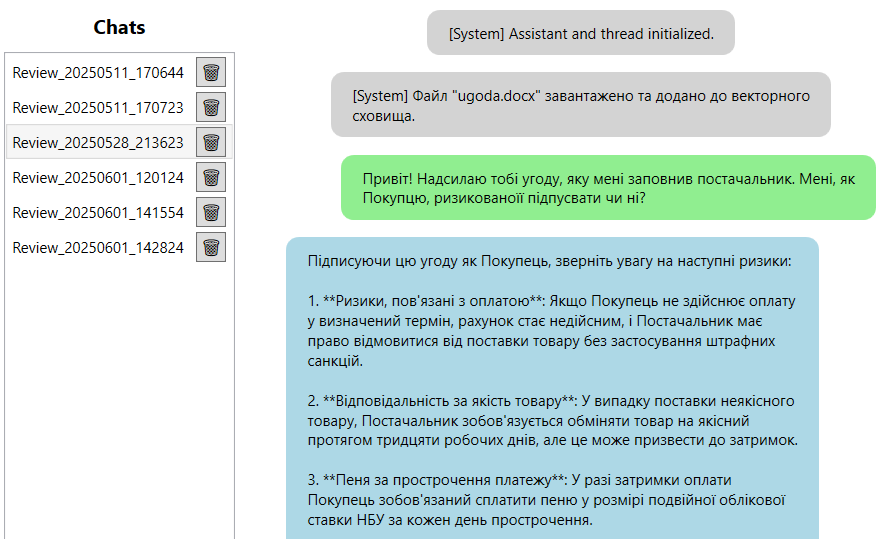 Chats
Review_20250511_170644
Review_20250511_170723
Review_20250528_213623
Review_20250601_120124
Review_20250601_141554
Review_20250601_142824
[System] Assistant and thread initialized.
[System] Файл "ugoda.docx" завантажено та додано до векторного
сховища.
Привіт! Надсилаю тобі угоду, яку мені заповнив постачальник. Мені, як
Покупцю, ризикованоїї підпусвати чи ні?
Підписуючи цю угоду як Покупець, зверніть увагу на наступні ризики:
1. **Ризики, пов'язані з оплатою**: Якщо Покупець не здійснює оплату
у визначений термін, рахунок стає недійсним, і Постачальник має
право відмовитися від поставки товару без застосування штрафних
санкцій.
2. **Відповідальність за якість товару**: У випадку поставки неякісного
товару, Постачальник зобов'язується обміняти товар на якісний
протягом тридцяти робочих днів, але це може призвести до затримок.
3. **Пеня за прострочення платежу**: У разі затримки оплати
Покупець зобов'язаний сплатити пеню у розмірі подвійної облікової
ставки НБУ за кожен день прострочення.